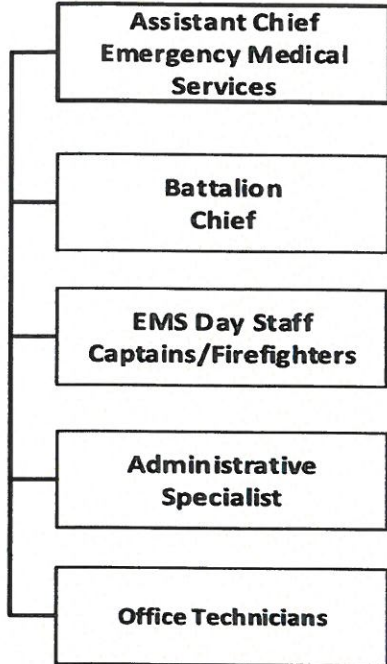 Assistant Chief
Emergency Medical
Services
Battalion
Chief
EMS Day Staff
Captains/Firefighters
Administrative
Specialist
Office Technicians